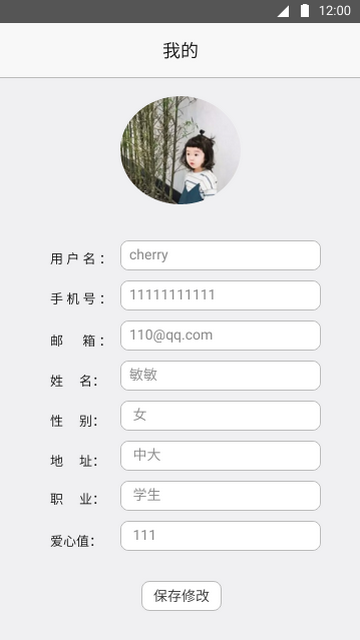 12:00
我的
用户名： cherry
手机号： 11111111111
邮 箱： 110@qq.com
姓 名： 敏敏
性 别： 女
地 址： 中大
职 业： 学生
爱心值： 111
保存修改